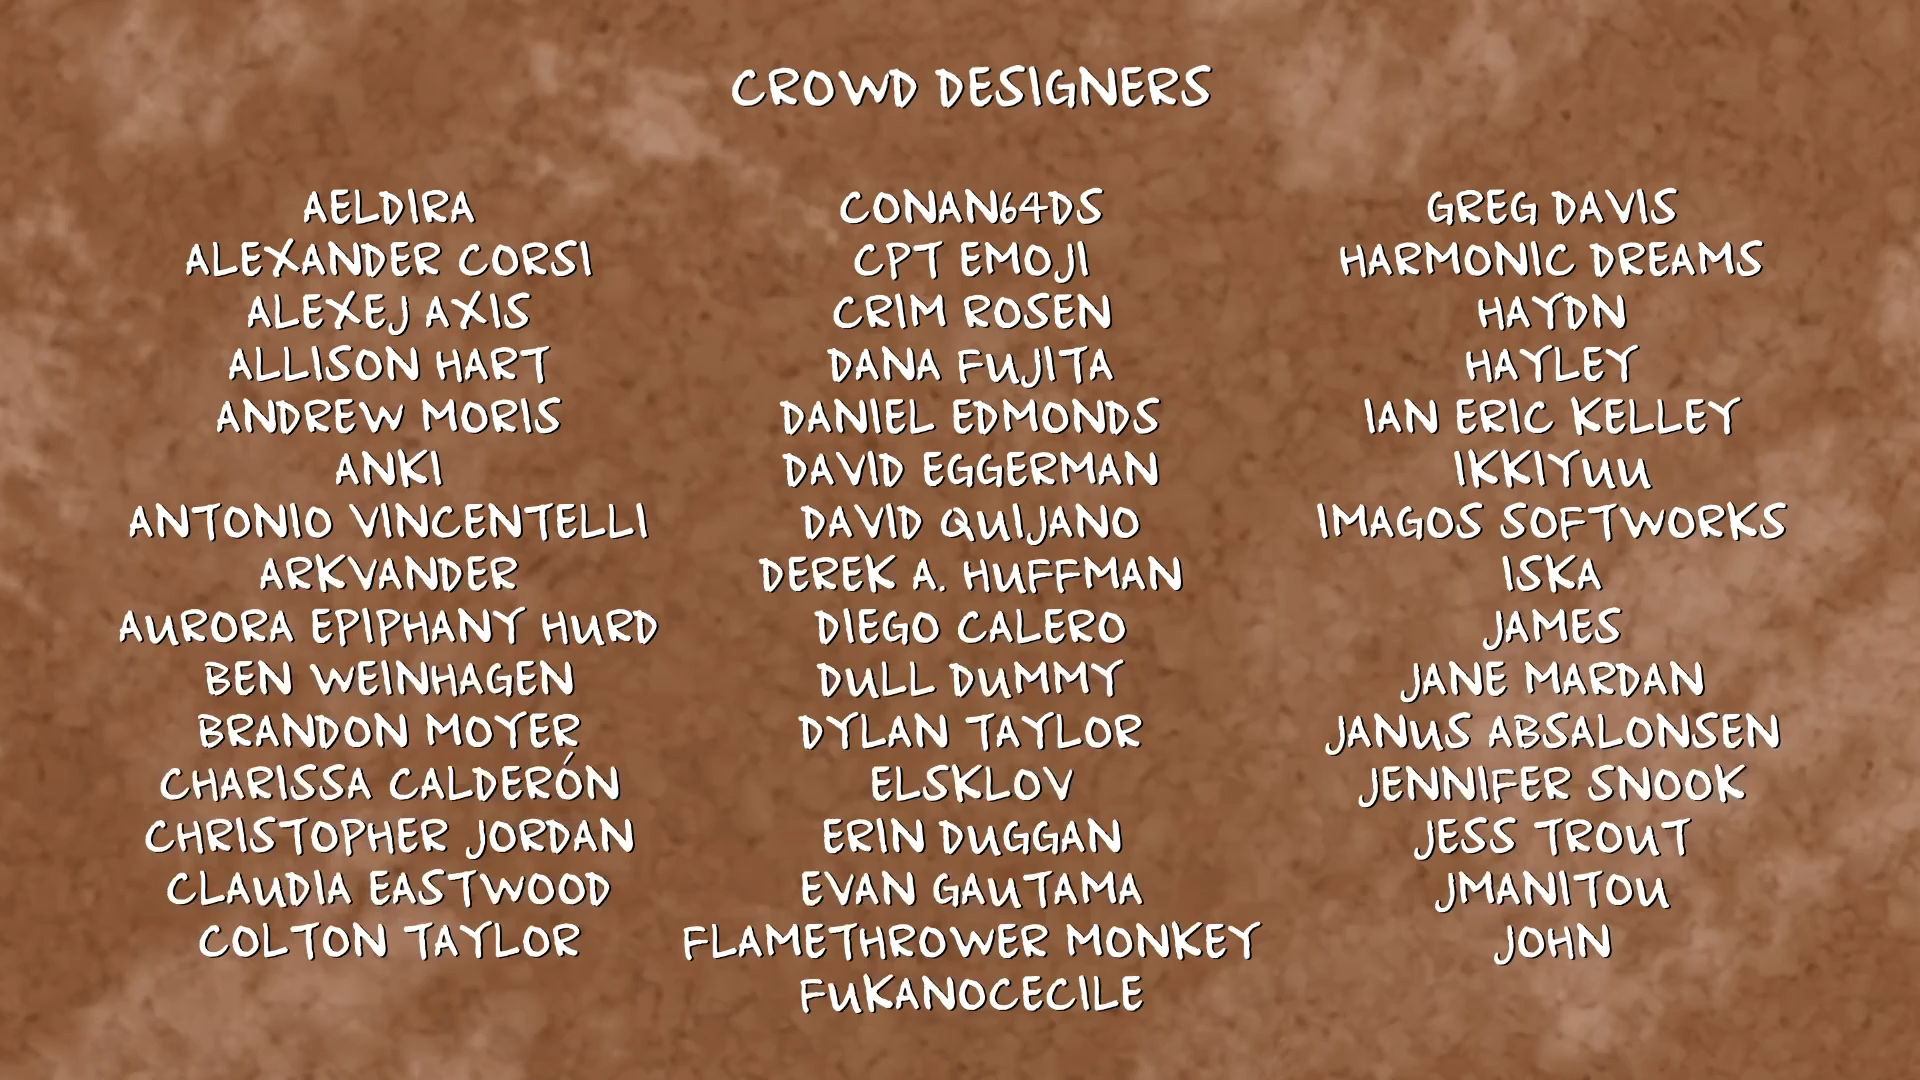 CROWD DESIGNERS
AELDIRA
ALEXANDER CORSI
ALEXEJ AXIS
ALLISON HART
ANDREW MORIS
ANKI
ANTONIO VINCENTELLI
ARKVANDER
AURORA EPIPHANY HURD
BEN WEINHAGEN
BRANDON MOYER
CHARISSA CALDERÓN
CHRISTOPHER JORDAN
CLAUDIA EASTWOOD
COLTON TAYLOR
CONAN64DS
CPT EMOJI
CRIM ROSEN
DANA FUJITA
DANIEL EDMONDS
DAVID EGGERMAN
DAVID QUIJANO
DEREK A. HUFFMAN
DIEGO CALERO
DULL DUMMY
DYLAN TAYLOR
ELSKLOV
ERIN DUGGAN
EVAN GAUTAMA
FLAMETHROWER MONKEY
FUKANOCECILE
GREG DAVIS
HARMONIC DREAMS
HAYDN
HAYLEY
IAN ERIC KELLEY
IKKIYUU
IMAGOS SOFTWORKS
ISKA
JAMES
JANE MARDAN
JANUS ABSALONSEN
JENNIFER SNOOK
JESS TROUT
JMANITOU
JOHN